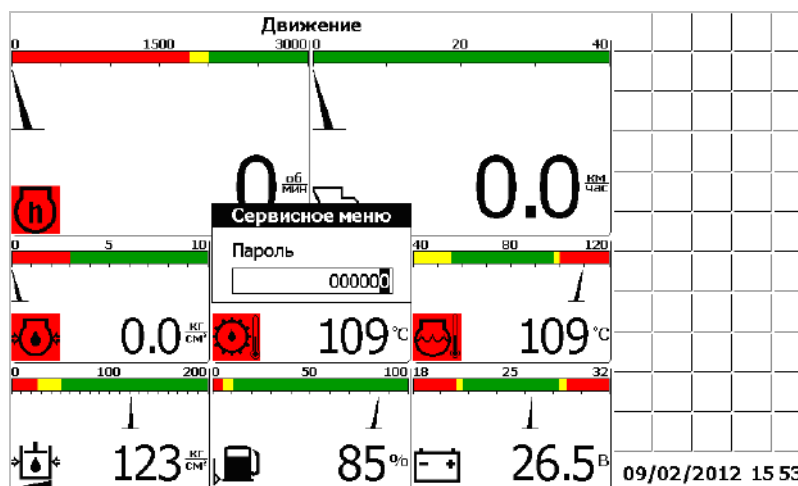 Движение
0 1500 3000 0 20 40
0 об/мин 0.0 км/час
h
Сервисное меню
Пароль
000000
0 5 10 40 80 120
0.0 кг/см² 109 °C 109 °C
0 100 200 0 50 100 18 25 32
123 кг/см² 85 % - + 26.5 В
09/02/2012 15 53